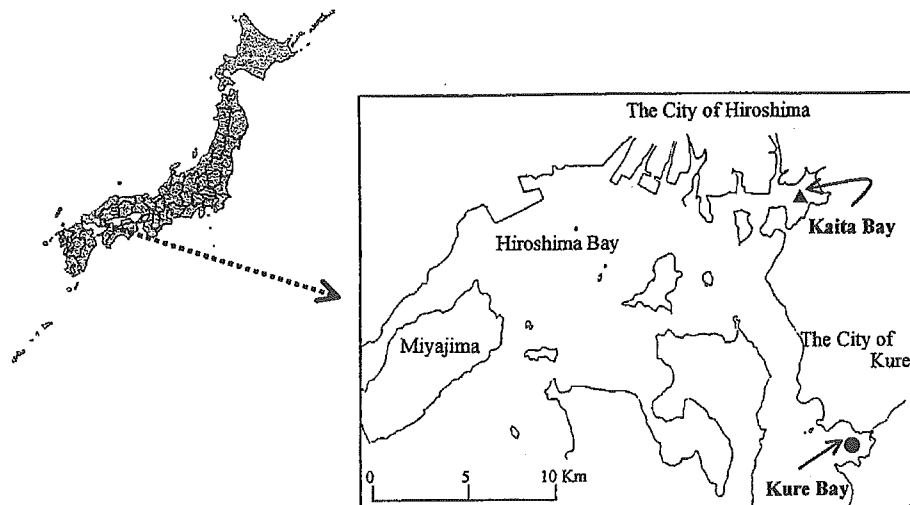 The City of Hiroshima
Kaita Bay
Hiroshima Bay
The City of
Kure
Miyajima
0 5 10 Km
Kure Bay